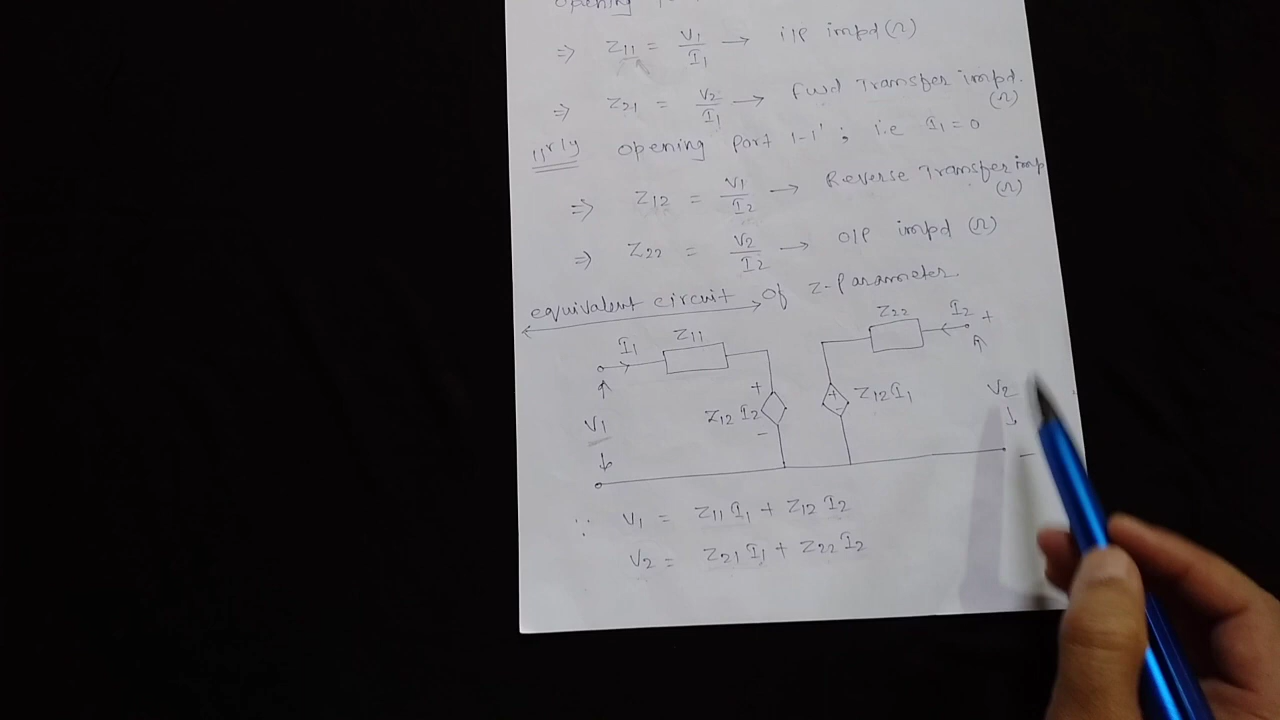 opening
⇒ Z11 = V1/I1 → i/p impd (Ω)
⇒ Z21 = V2/I1 → Fwd Transfer impd. (Ω)
||rly opening Port 1-1' ; i.e I1 = 0
⇒ Z12 = V1/I2 → Reverse Transfer imp (Ω)
⇒ Z22 = V2/I2 → O/P impd (Ω)
equivalent circuit of Z-Parameter.
I1 Z11 Z22 I2 +
V1 + Z12 I2 - + - Z12 I1 V2 -
∵ V1 = Z11 I1 + Z12 I2
V2 = Z21 I1 + Z22 I2